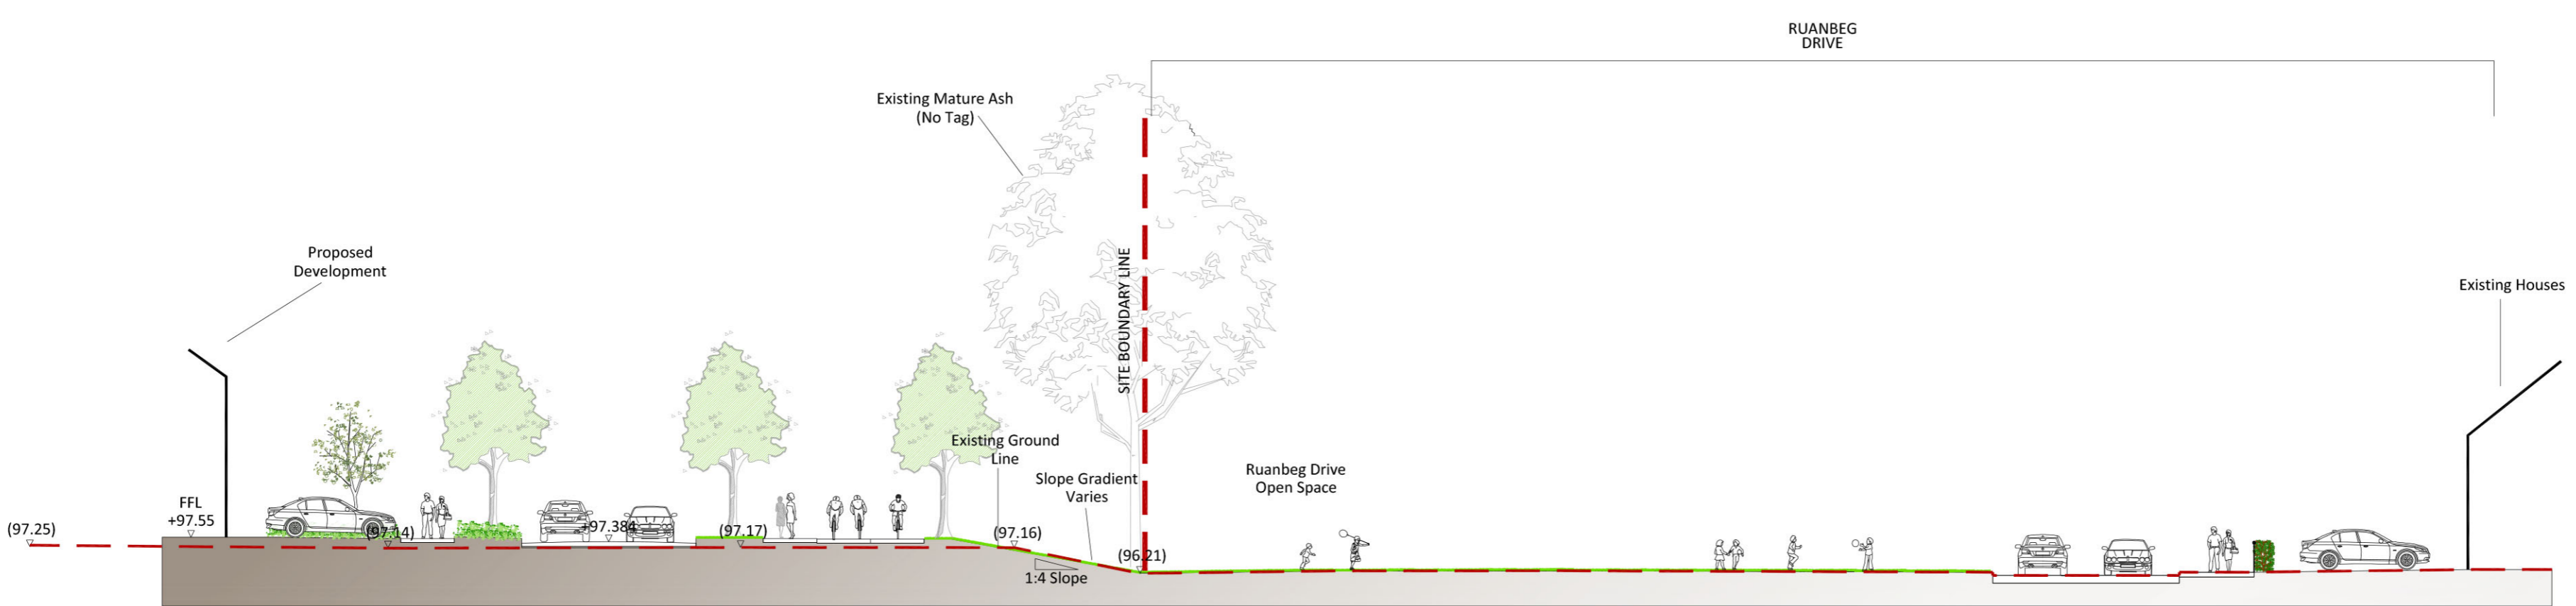 RUANBEG
DRIVE
Existing Mature Ash
(No Tag)
SITE BOUNDARY LINE
Proposed
Development
Existing Houses
Existing Ground
Line
Slope Gradient
Varies
Ruanbeg Drive
Open Space
FFL
+97.55
(97.25)
(97.14)
+97.384
(97.17)
(97.16)
(96.21)
1:4 Slope